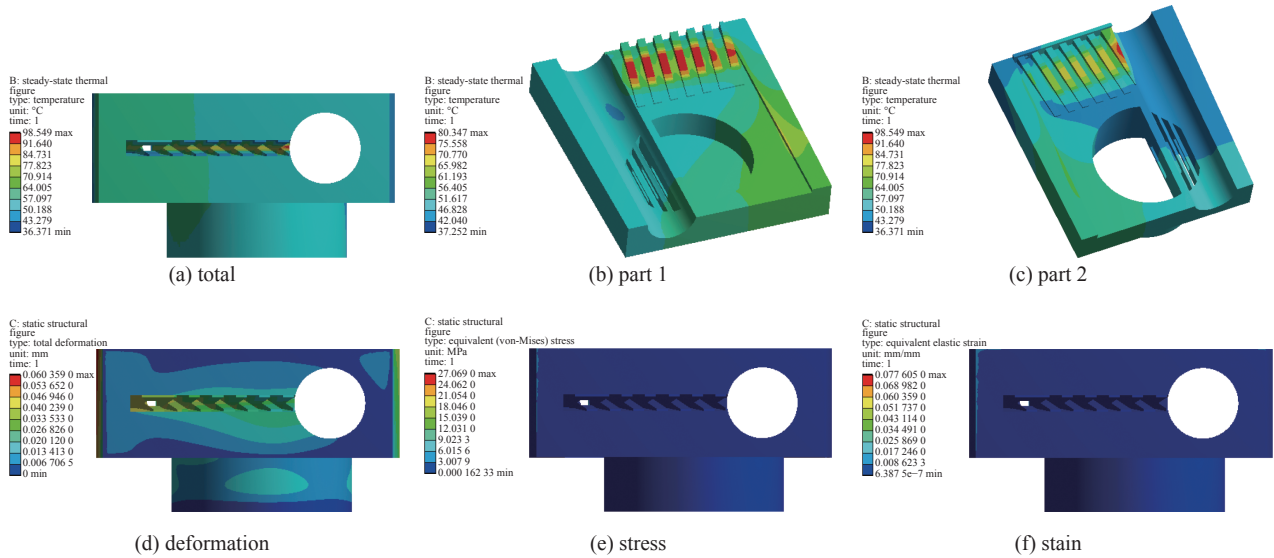 B: steady-state thermal
figure
type: temperature
unit: °C
time: 1
98.549 max
91.640
84.731
77.823
70.914
64.005
57.097
50.188
43.279
36.371 min
(a) total
B: steady-state thermal
figure
type: temperature
unit: °C
time: 1
80.347 max
75.558
70.770
65.982
61.193
56.405
51.617
46.828
42.040
37.252 min
(b) part 1
B: steady-state thermal
figure
type: temperature
unit: °C
time: 1
98.549 max
91.640
84.731
77.823
70.914
64.005
57.097
50.188
43.279
36.371 min
(c) part 2
C: static structural
figure
type: total deformation
unit: mm
time: 1
0.060 359 0 max
0.053 652 0
0.046 946 0
0.040 239 0
0.033 533 0
0.026 826 0
0.020 120 0
0.013 413 0
0.006 706 5
0 min
(d) deformation
C: static structural
figure
type: equivalent (von-Mises) stress
unit: MPa
time: 1
27.069 0 max
24.062 0
21.054 0
18.046 0
15.039 0
12.031 0
9.023 3
6.015 6
3.007 9
0.000 162 33 min
(e) stress
C: static structural
figure
type: equivalent elastic strain
unit: mm/mm
time: 1
0.077 605 0 max
0.068 982 0
0.060 359 0
0.051 737 0
0.043 114 0
0.034 491 0
0.025 869 0
0.017 246 0
0.008 623 3
6.387 5e−7 min
(f) stain